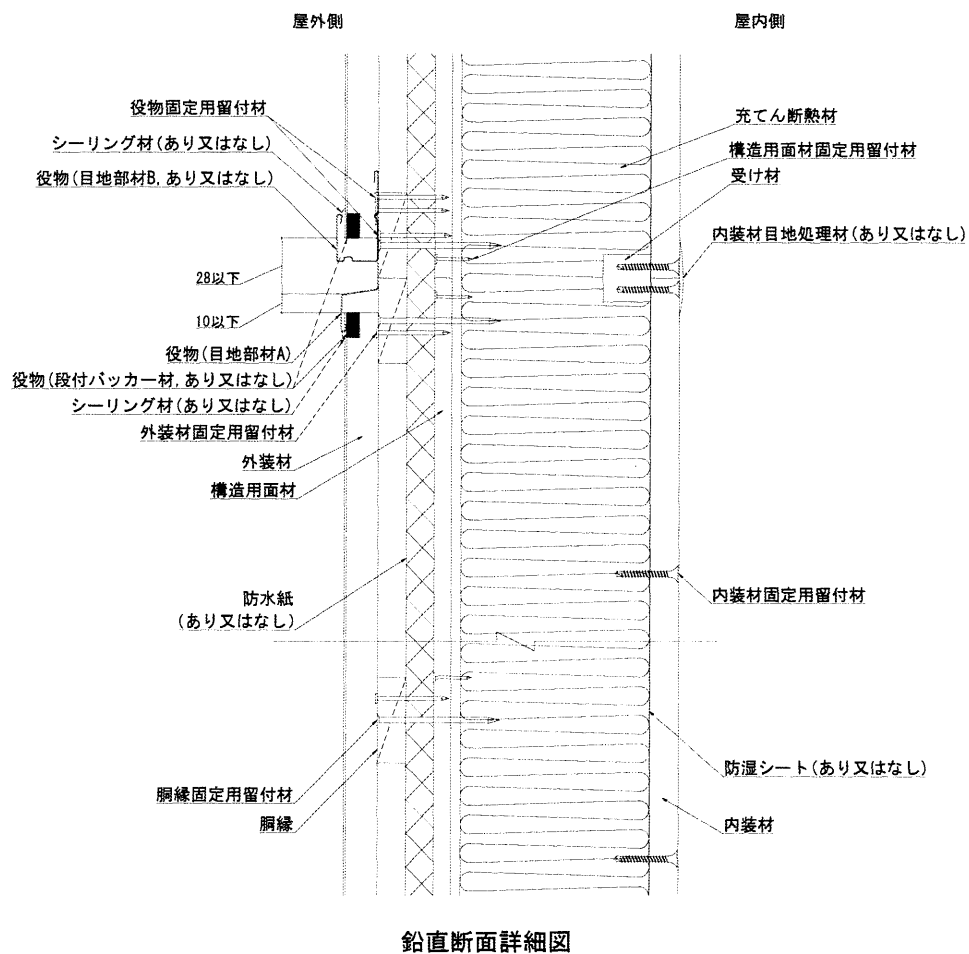 屋外側
屋内側
役物固定用留付材
シーリング材(あり又はなし)
役物(目地部材B,あり又はなし)
28以下
10以下
役物(目地部材A)
役物(段付バッカー材,あり又はなし)
シーリング材(あり又はなし)
外装材固定用留付材
外装材
構造用面材
防水紙
(あり又はなし)
胴縁固定用留付材
胴縁
充てん断熱材
構造用面材固定用留付材
受け材
内装材目地処理材(あり又はなし)
内装材固定用留付材
防湿シート(あり又はなし)
内装材
鉛直断面詳細図